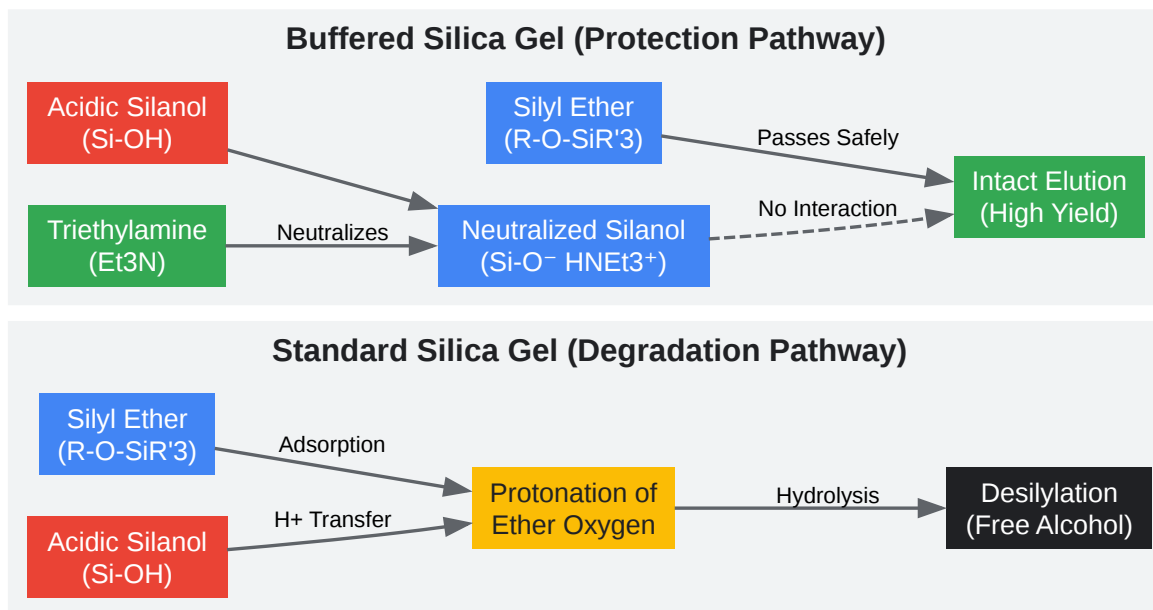 Buffered Silica Gel (Protection Pathway)
Acidic Silanol
(Si-OH)
Silyl Ether
(R-O-SiR'3)
Passes Safely
Intact Elution
(High Yield)
Triethylamine
(Et3N)
Neutralizes
Neutralized Silanol
(Si-O⁻ HNEt3⁺)
No Interaction
Standard Silica Gel (Degradation Pathway)
Silyl Ether
(R-O-SiR'3)
Adsorption
Acidic Silanol
(Si-OH)
H+ Transfer
Protonation of
Ether Oxygen
Hydrolysis
Desilylation
(Free Alcohol)